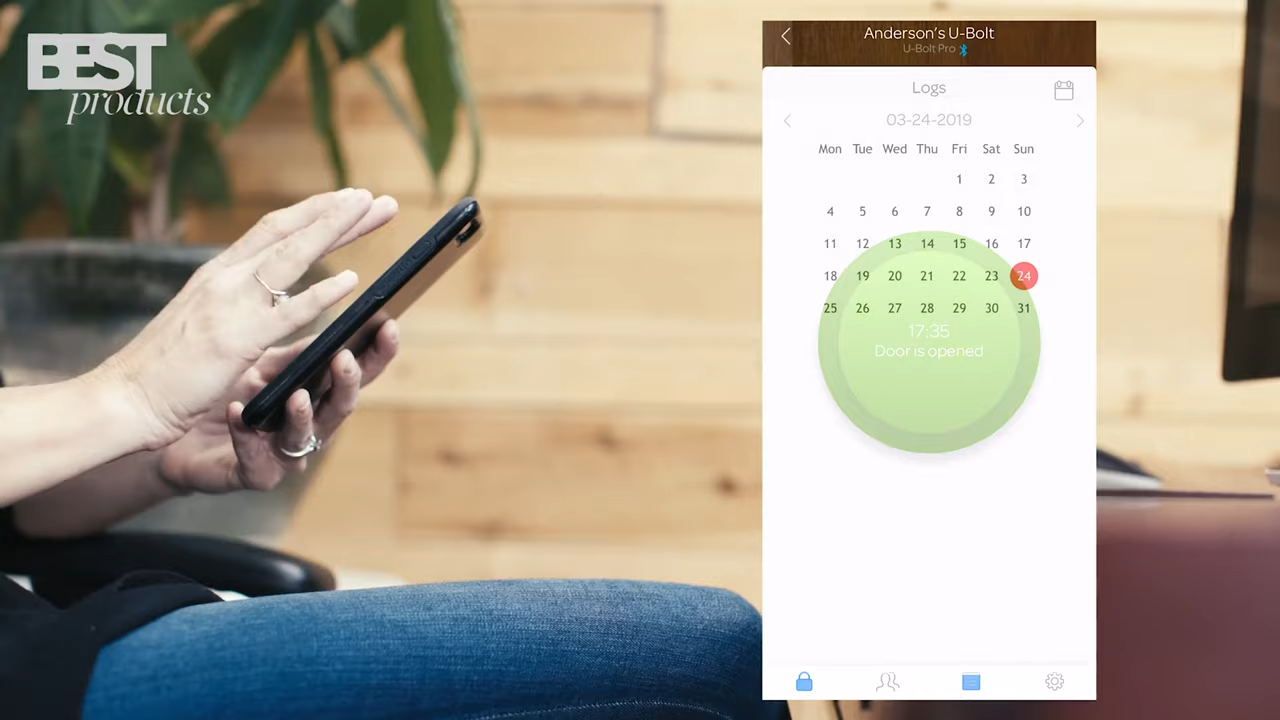 BEST
products
Anderson's U-Bolt
U-Bolt Pro
Logs
03-24-2019
Mon Tue Wed Thu Fri Sat Sun
1 2 3
4 5 6 7 8 9 10
11 12 13 14 15 16 17
18 19 20 21 22 23 24
25 26 27 28 29 30 31
17:35
Door is opened